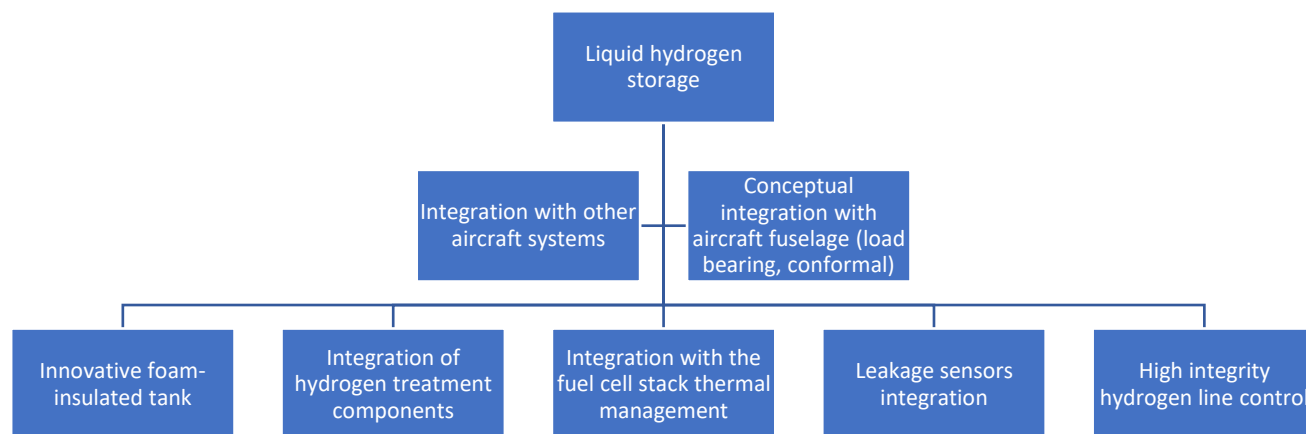 Liquid hydrogen
storage
Integration with other
aircraft systems
Conceptual
integration with
aircraft fuselage (load
bearing, conformal)
Innovative foam-
insulated tank
Integration of
hydrogen treatment
components
Integration with the
fuel cell stack thermal
management
Leakage sensors
integration
High integrity
hydrogen line control